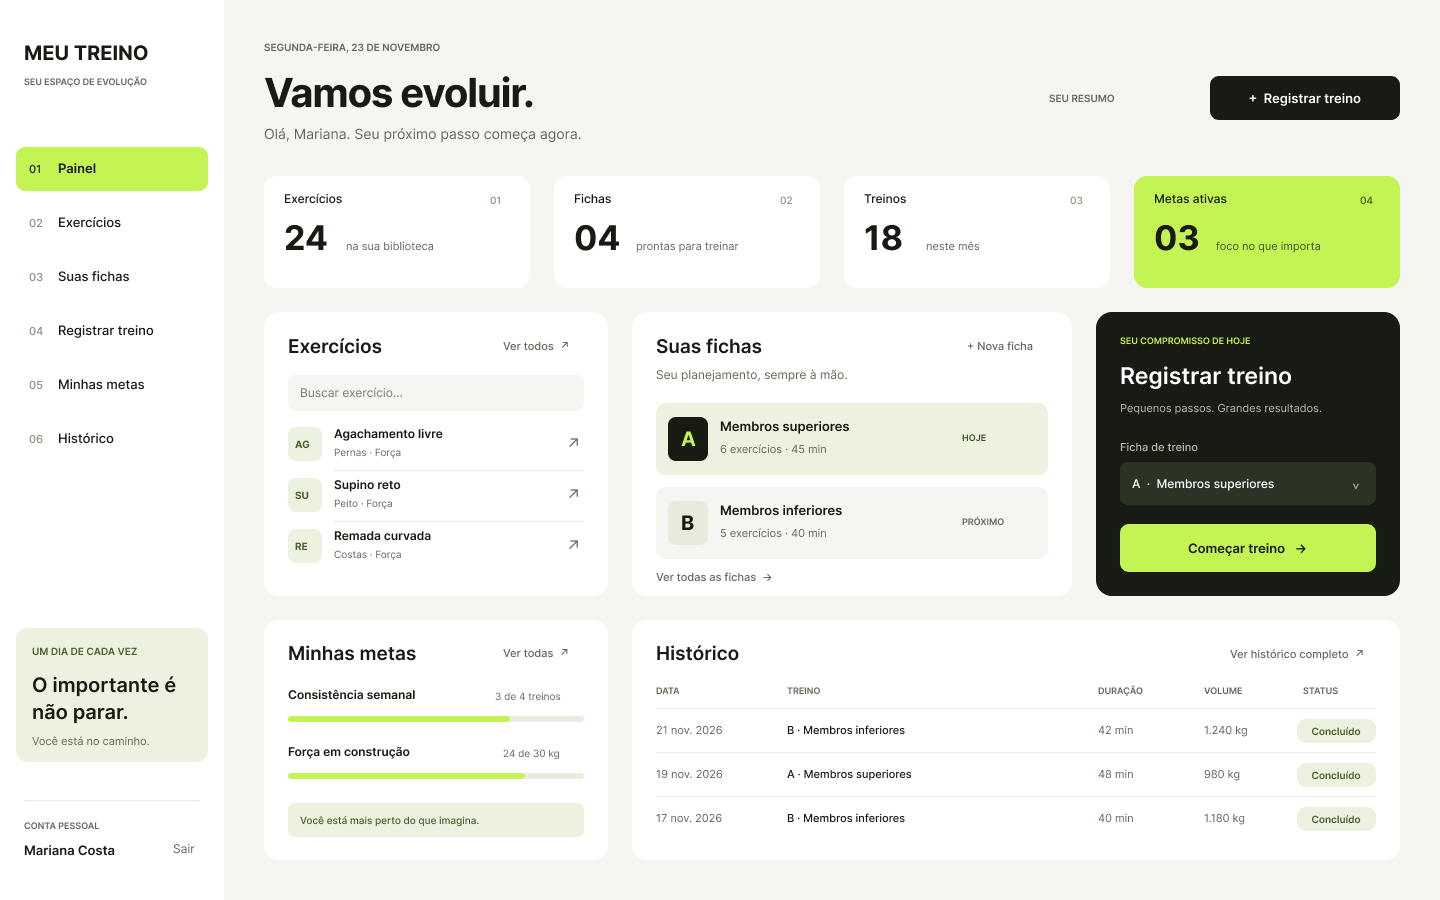 MEU TREINO
SEU ESPAÇO DE EVOLUÇÃO
01 Painel
02 Exercícios
03 Suas fichas
04 Registrar treino
05 Minhas metas
06 Histórico
UM DIA DE CADA VEZ
O importante é
não parar.
Você está no caminho.
CONTA PESSOAL
Mariana Costa Sair
SEGUNDA-FEIRA, 23 DE NOVEMBRO
Vamos evoluir.
Olá, Mariana. Seu próximo passo começa agora.
SEU RESUMO
+ Registrar treino
Exercícios 01
24 na sua biblioteca
Fichas 02
04 prontas para treinar
Treinos 03
18 neste mês
Metas ativas 04
03 foco no que importa
Exercícios Ver todos ↗
Buscar exercício...
AG Agachamento livre ↗
Pernas · Força
SU Supino reto ↗
Peito · Força
RE Remada curvada ↗
Costas · Força
Suas fichas + Nova ficha
Seu planejamento, sempre à mão.
A Membros superiores HOJE
6 exercícios · 45 min
B Membros inferiores PRÓXIMO
5 exercícios · 40 min
Ver todas as fichas →
SEU COMPROMISSO DE HOJE
Registrar treino
Pequenos passos. Grandes resultados.
Ficha de treino
A · Membros superiores v
Começar treino →
Minhas metas Ver todas ↗
Consistência semanal 3 de 4 treinos
Força em construção 24 de 30 kg
Você está mais perto do que imagina.
Histórico Ver histórico completo ↗
DATA TREINO DURAÇÃO VOLUME STATUS
21 nov. 2026 B · Membros inferiores 42 min 1.240 kg Concluído
19 nov. 2026 A · Membros superiores 48 min 980 kg Concluído
17 nov. 2026 B · Membros inferiores 40 min 1.180 kg Concluído